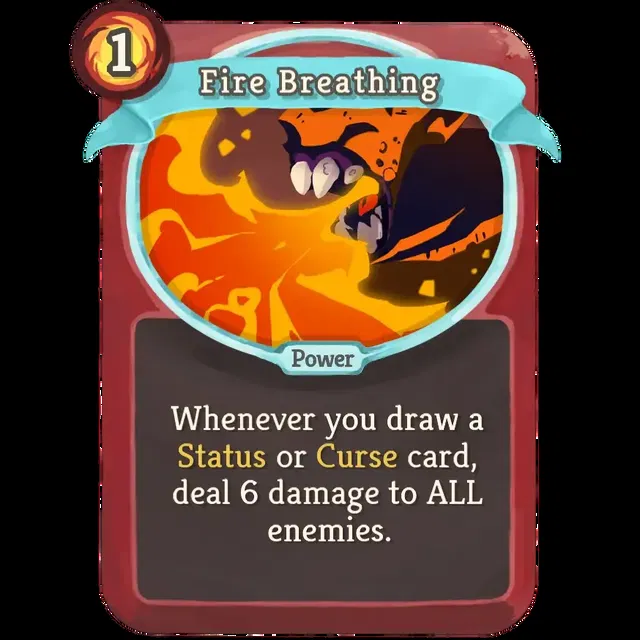 1
Fire Breathing
Power
Whenever you draw a
Status or Curse card,
deal 6 damage to ALL
enemies.